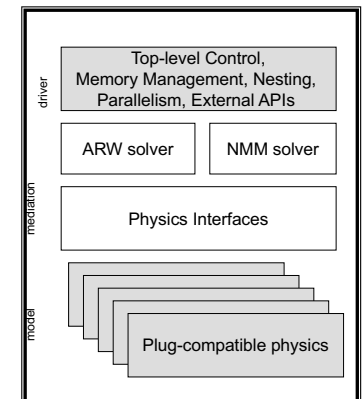 driver
Top-level Control,
Memory Management, Nesting,
Parallelism, External APIs
ARW solver
NMM solver
mediation
Physics Interfaces
model
Plug-compatible physics